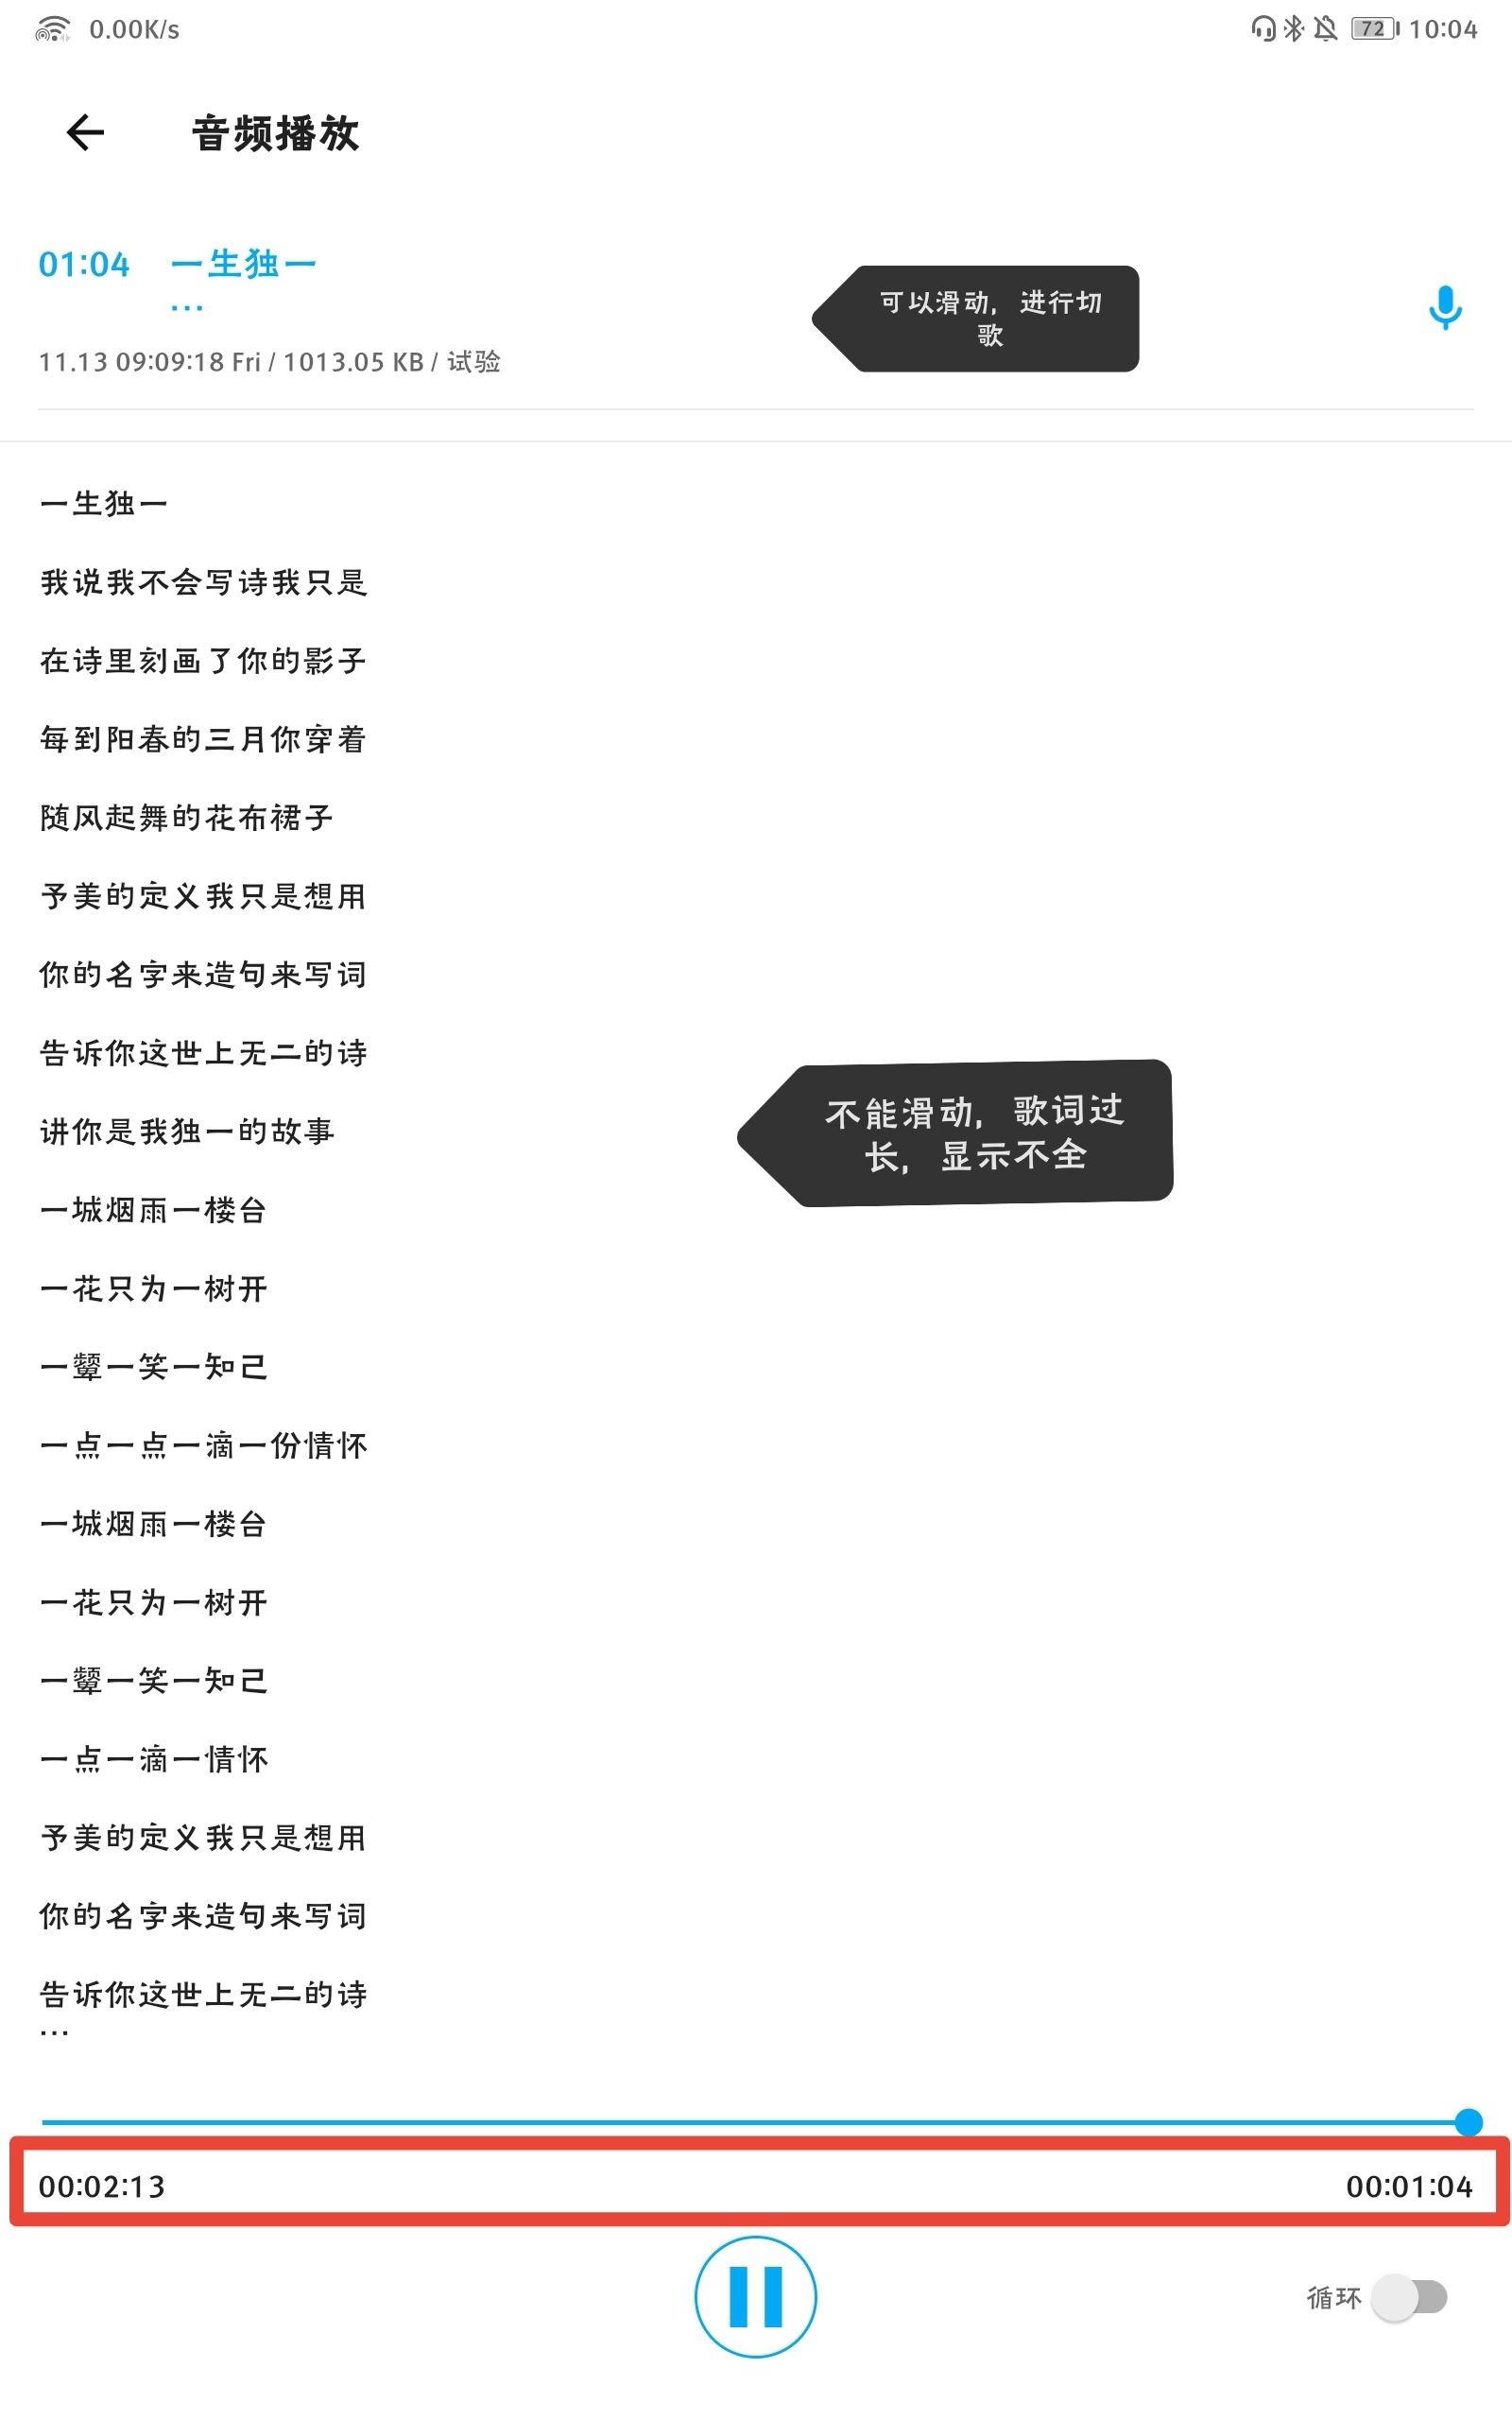 0.00K/s
72 10:04
音频播放
01:04 一生独一
...
可以滑动，进行切
歌
11.13 09:09:18 Fri / 1013.05 KB / 试验
一生独一
我说我不会写诗我只是
在诗里刻画了你的影子
每到阳春的三月你穿着
随风起舞的花布裙子
予美的定义我只是想用
你的名字来造句来写词
告诉你这世上无二的诗
讲你是我独一的故事
不能滑动，歌词过
长，显示不全
一城烟雨一楼台
一花只为一树开
一颦一笑一知己
一点一点一滴一份情怀
一城烟雨一楼台
一花只为一树开
一颦一笑一知己
一点一滴一情怀
予美的定义我只是想用
你的名字来造句来写词
告诉你这世上无二的诗
...
00:02:13
00:01:04
循环